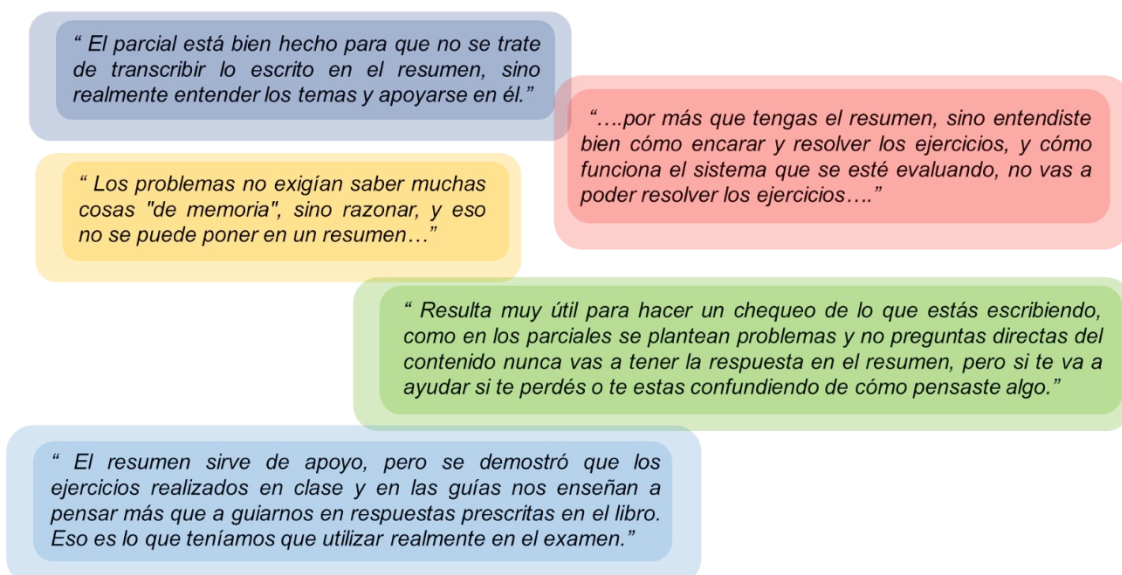 “ El parcial está bien hecho para que no se trate
de transcribir lo escrito en el resumen, sino
realmente entender los temas y apoyarse en él.”
“….por más que tengas el resumen, sino entendiste
bien cómo encarar y resolver los ejercicios, y cómo
funciona el sistema que se esté evaluando, no vas a
poder resolver los ejercicios….”
“ Los problemas no exigían saber muchas
cosas "de memoria", sino razonar, y eso
no se puede poner en un resumen…”
“ Resulta muy útil para hacer un chequeo de lo que estás escribiendo,
como en los parciales se plantean problemas y no preguntas directas del
contenido nunca vas a tener la respuesta en el resumen, pero si te va a
ayudar si te perdés o te estas confundiendo de cómo pensaste algo.”
“ El resumen sirve de apoyo, pero se demostró que los
ejercicios realizados en clase y en las guías nos enseñan a
pensar más que a guiarnos en respuestas prescritas en el libro.
Eso es lo que teníamos que utilizar realmente en el examen.”